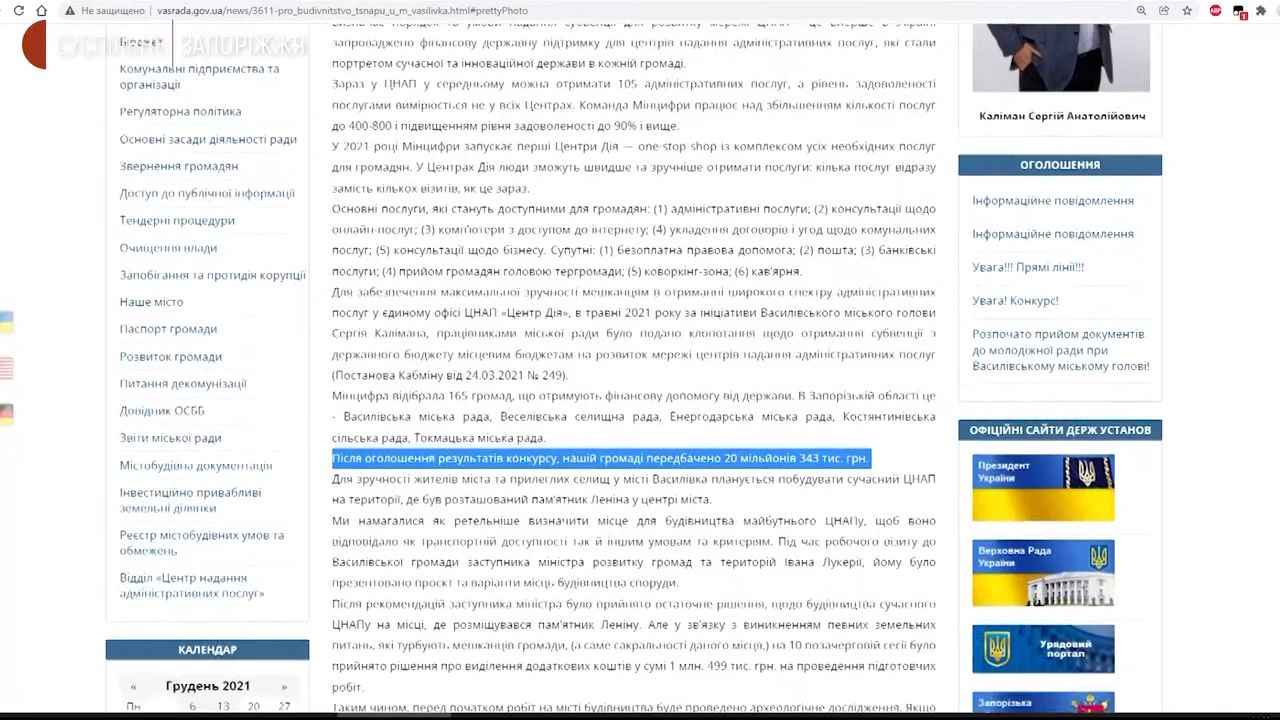 Не защищено
vasrada.gov.ua/news/3611-pro_budivnitstvo_tsnapu_u_m_vasilivka.html#prettyPhoto
СУСПІЛЬНЕ ЗАПОРІЖЖЯ
Комунальні підприємства та
організації
Регуляторна політика
Основні засади діяльності ради
Звернення громадян
Доступ до публічної інформації
Тендерні процедури
Очищення влади
Запобігання та протидія корупції
Наше місто
Паспорт громади
Розвиток громади
Питання декомунізації
Довідник ОСББ
Звіти міської ради
Містобудівна документація
Інвестиційно привабливі
земельні ділянки
Реєстр містобудівних умов та
обмежень
Відділ «Центр надання
адміністративних послуг»
КАЛЕНДАР
« Грудень 2021 »
Пн 6 13 20 27
запроваджено фінансову державну підтримку для центрів надання адміністративних послуг, які стали
портретом сучасної та інноваційної держави в кожній громаді.
Зараз у ЦНАП у середньому можна отримати 105 адміністративних послуг, а рівень задоволеності
послугами вимірюється не у всіх Центрах. Команда Мінцифри працює над збільшенням кількості послуг
до 400-800 і підвищенням рівня задоволеності до 90% і вище.
У 2021 році Мінцифри запускає перші Центри Дія — one-stop shop із комплексом усіх необхідних послуг
для громадян. У Центрах Дія люди зможуть швидше та зручніше отримати послуги: кілька послуг відразу
замість кількох візитів, як це зараз.
Основні послуги, які стануть доступними для громадян: (1) адміністративні послуги; (2) консультації щодо
онлайн-послуг; (3) комп'ютери з доступом до інтернету; (4) укладення договорів і угод щодо комунальних
послуг; (5) консультації щодо бізнесу. Супутні: (1) безоплатна правова допомога; (2) пошта; (3) банківські
послуги; (4) прийом громадян головою тергромади; (5) коворкінг-зона; (6) кав'ярня.
Для забезпечення максимальної зручності мешканцям в отриманні широкого спектру адміністративних
послуг у єдиному офісі ЦНАП «Центр Дія», в травні 2021 року за ініціативи Василівського міського голови
Сергія Калімана, працівниками міської ради було подано клопотання щодо отримання субвенції з
державного бюджету місцевим бюджетам на розвиток мережі центрів надання адміністративних послуг
(Постанова Кабміну від 24.03.2021 № 249).
Мінцифра відібрала 165 громад, що отримують фінансову допомогу від держави. В Запорізькій області це
- Василівська міська рада, Веселівська селищна рада, Енергодарська міська рада, Костянтинівська
сільська рада, Токмацька міська рада.
Після оголошення результатів конкурсу, нашій громаді передбачено 20 мільйонів 343 тис. грн.
Для зручності жителів міста та прилеглих селищ у місті Василівка планується побудувати сучасний ЦНАП
на території, де був розташований пам'ятник Леніна у центрі міста.
Ми намагалися як ретельніше визначити місце для будівництва майбутнього ЦНАПу, щоб воно
відповідало як транспортній доступності так й іншим умовам та критеріям. Під час робочого візиту до
Василівської громади заступника міністра розвитку громад та територій Івана Лукерії, йому було
презентовано проєкт та варіанти місць будівництва споруди.
Після рекомендацій заступника міністра було прийнято остаточне рішення, щодо будівництва сучасного
ЦНАПу на місці, де розміщувався пам'ятник Леніну. Але у зв'язку з виникненням певних земельних
питань, які турбують мешканців громади, (а саме сакральності даного місця,) на 10 позачерговій сесії було
прийнято рішення про виділення додаткових коштів у сумі 1 млн. 499 тис. грн. на проведення підготовчих
робіт.
Таким чином, перед початком робіт на місті будівництва буде проведено археологічне дослідження. Якщо
Каліман Сергій Анатолійович
ОГОЛОШЕННЯ
Інформаційне повідомлення
Інформаційне повідомлення
Увага!!! Прямі лінії!!!
Увага! Конкурс!
Розпочато прийом документів
до молодіжної ради при
Василівському міському голові!
ОФІЦІЙНІ САЙТИ ДЕРЖ УСТАНОВ
Президент
України
Верховна Рада
України
Урядовий
портал
Запорізька